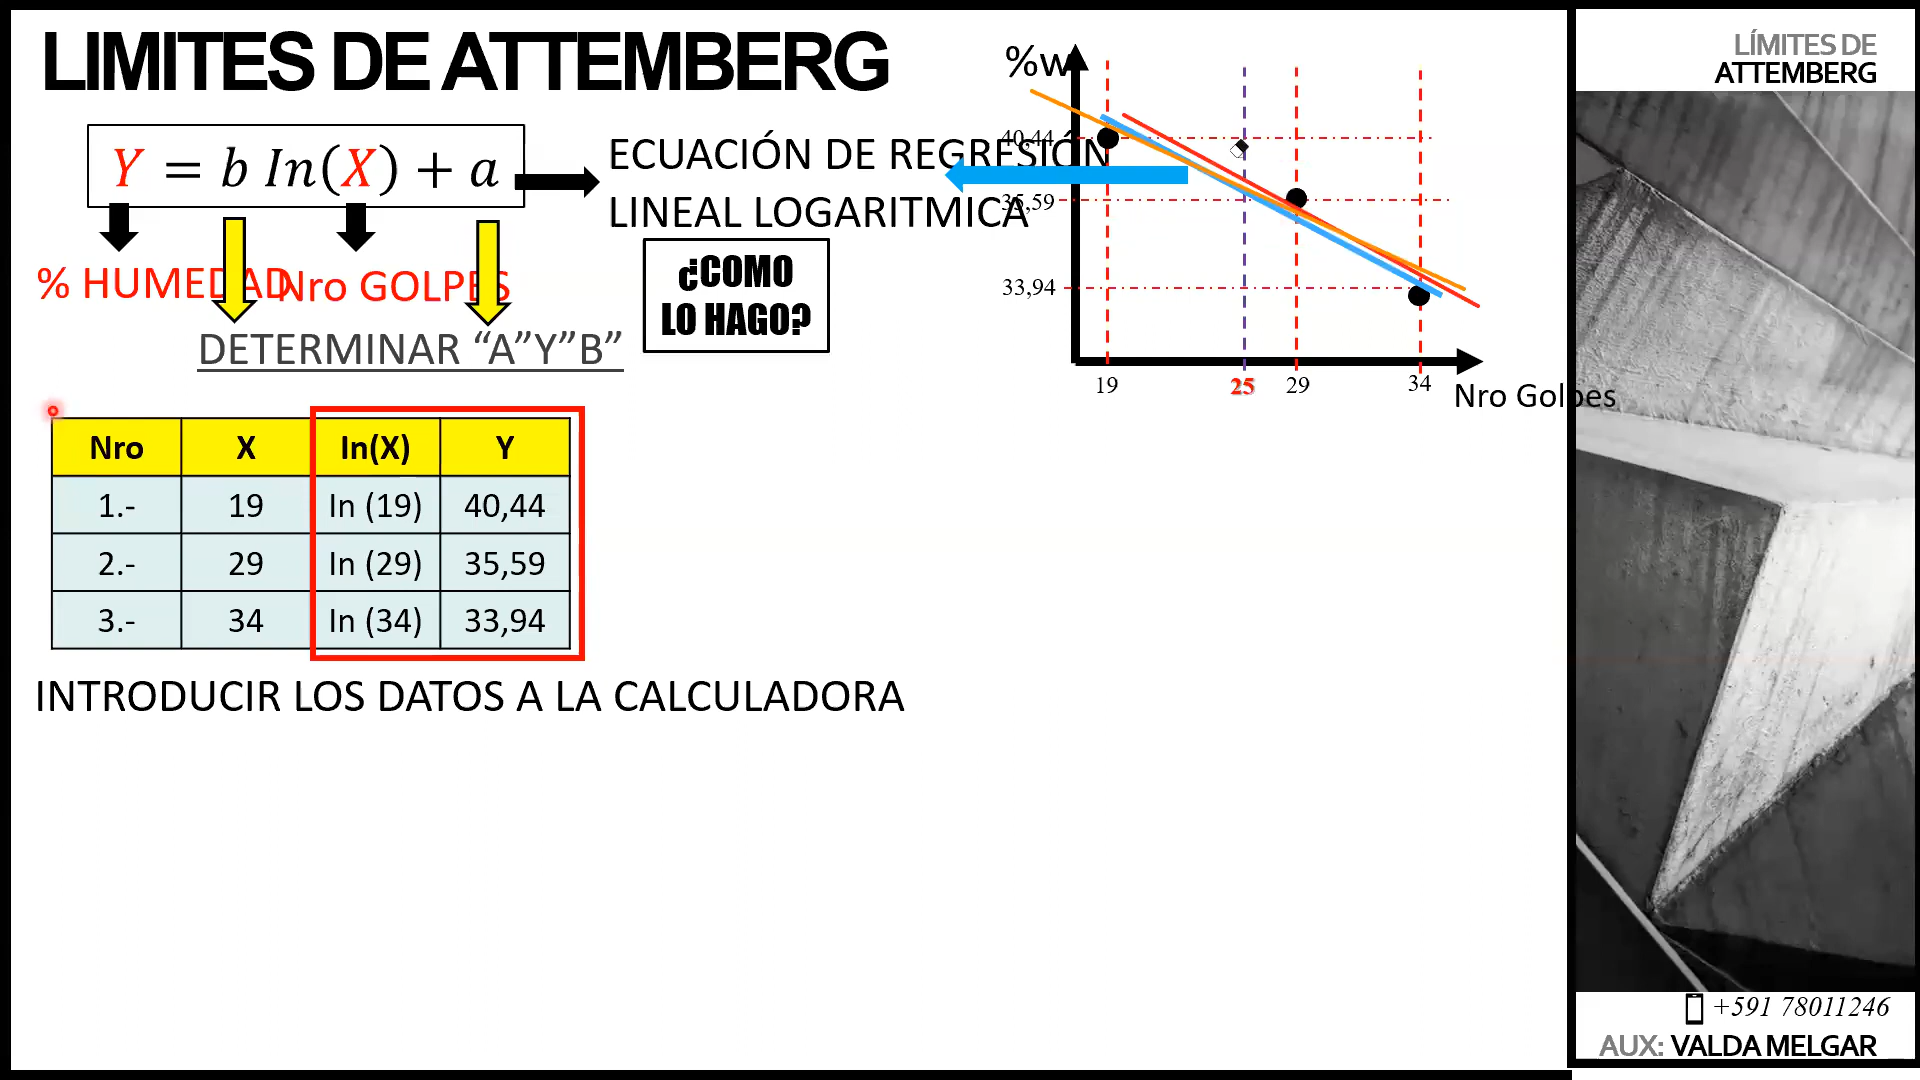 LIMITES DE ATTEMBERG
Y = b In(X) + a
ECUACIÓN DE REGRESIÓN
LINEAL LOGARITMICA
% HUMEDAD
Nro GOLPES
¿COMO
LO HAGO?
DETERMINAR “A”Y”B”
%w
40,44
35,59
33,94
19
25
29
34
Nro Golpes
Nro X In(X) Y
1.- 19 In (19) 40,44
2.- 29 In (29) 35,59
3.- 34 In (34) 33,94
INTRODUCIR LOS DATOS A LA CALCULADORA
LÍMITES DE
ATTEMBERG
+591 78011246
AUX: VALDA MELGAR